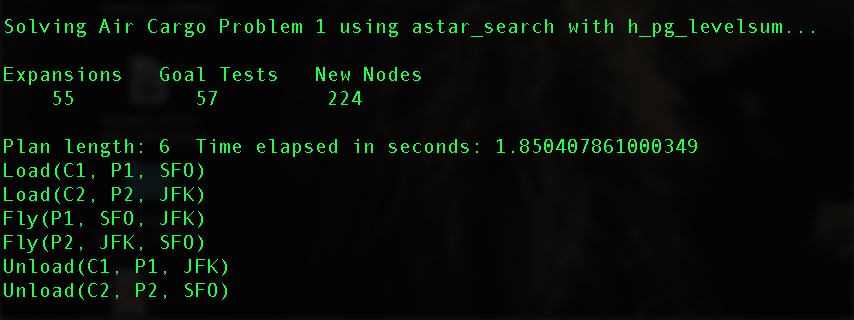 Solving Air Cargo Problem 1 using astar_search with h_pg_levelsum...
Expansions   Goal Tests   New Nodes
55          57         224
Plan length: 6  Time elapsed in seconds: 1.850407861000349
Load(C1, P1, SFO)
Load(C2, P2, JFK)
Fly(P1, SFO, JFK)
Fly(P2, JFK, SFO)
Unload(C1, P1, JFK)
Unload(C2, P2, SFO)